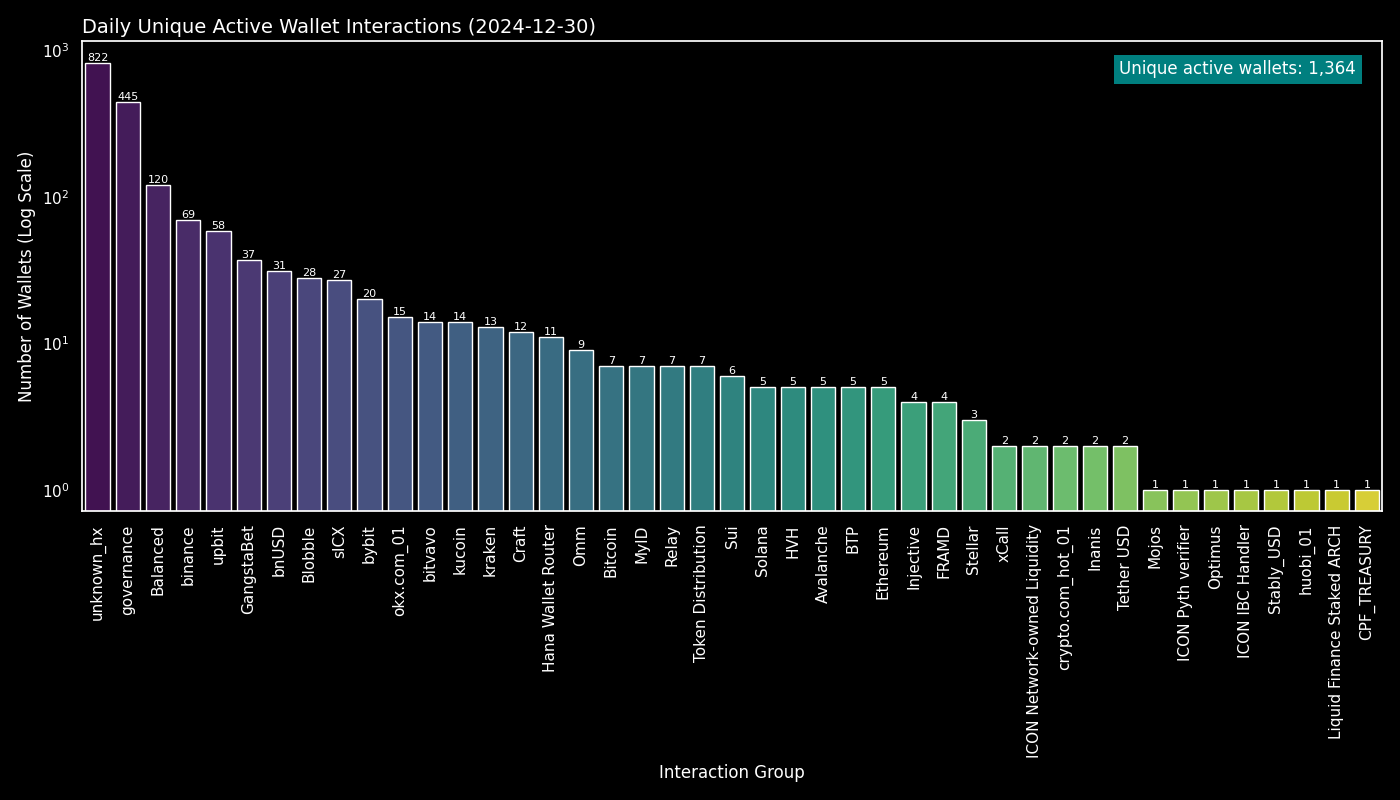 Daily Unique Active Wallet Interactions (2024-12-30)
Unique active wallets: 1,364
Number of Wallets (Log Scale)
10³
10²
10¹
10⁰
822
445
120
69
58
37
31
28
27
20
15
14
14
13
12
11
9
7
7
7
7
6
5
5
5
5
5
4
4
3
2
2
2
2
2
1
1
1
1
1
1
1
1
unknown_hx
governance
Balanced
binance
upbit
GangstaBet
bnUSD
Blobble
sICX
bybit
okx.com_01
bitvavo
kucoin
kraken
Craft
Hana Wallet Router
Omm
Bitcoin
MyID
Relay
Token Distribution
Sui
Solana
HVH
Avalanche
BTP
Ethereum
Injective
FRAMD
Stellar
xCall
ICON Network-owned Liquidity
crypto.com_hot_01
Inanis
Tether USD
Mojos
ICON Pyth verifier
Optimus
ICON IBC Handler
Stably_USD
huobi_01
Liquid Finance Staked ARCH
CPF_TREASURY
Interaction Group